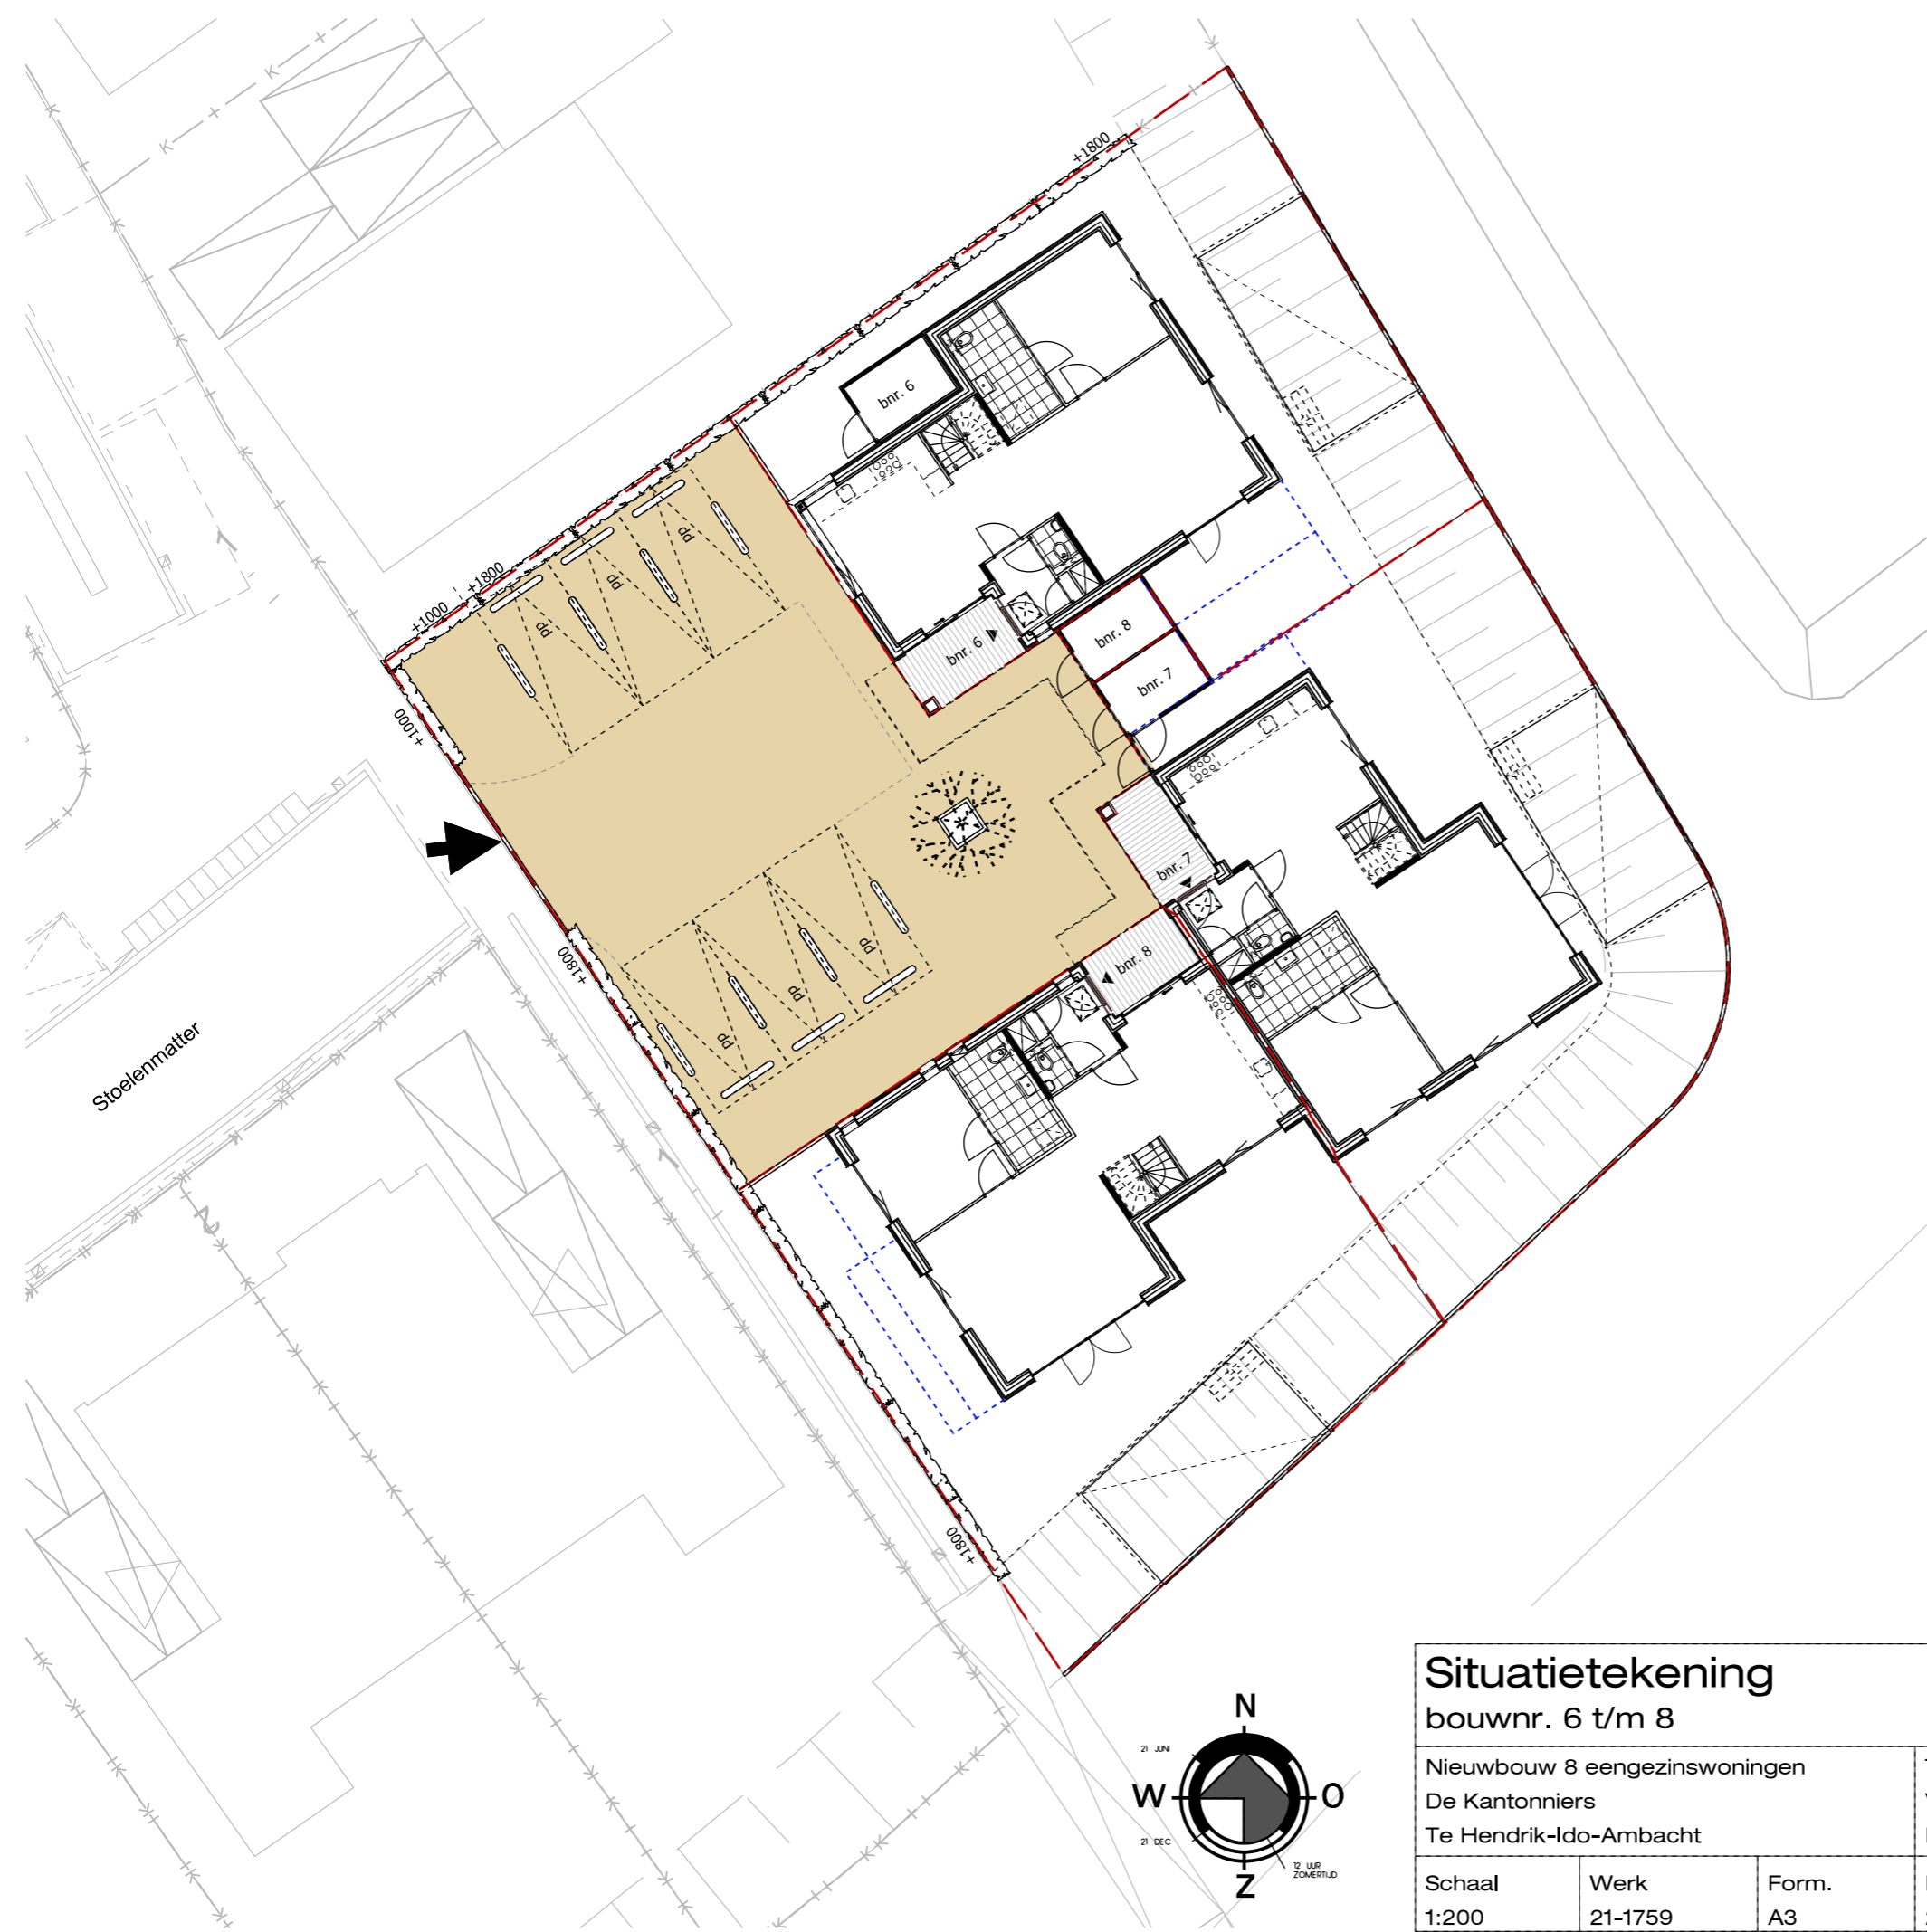 +1800
bnr. 6
pp
pp
pp
+1800
+1000
+1000
bnr. 8
bnr. 6
bnr. 7
bnr. 7
bnr. 8
pp
pp
pp
+1800
Stoelenmatter
+1800
N
21 JUNI
W
O
21 DEC
12 UUR
ZOMERTIJD
Z
Situatietekening
bouwnr. 6 t/m 8
Nieuwbouw 8 eengezinswoningen
De Kantonniers
Te Hendrik-Ido-Ambacht
Schaal Werk Form.
1:200 21-1759 A3